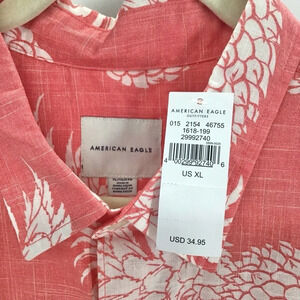 AMERICAN EAGLE
OUTFITTERS
015 2154 46755
1618-199
29992740
US XL
USD 34.95
AMERICAN EAGLE